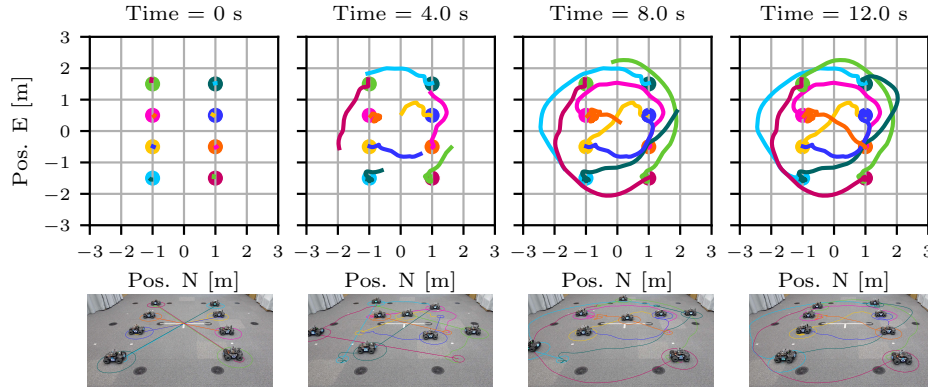 Time = 0 s Time = 4.0 s Time = 8.0 s Time = 12.0 s
Pos. E [m]
3
2
1
0
−1
−2
−3
−3 −2 −1 0 1 2 3 −3 −2 −1 0 1 2 3 −3 −2 −1 0 1 2 3 −3 −2 −1 0 1 2 3
Pos. N [m] Pos. N [m] Pos. N [m] Pos. N [m]